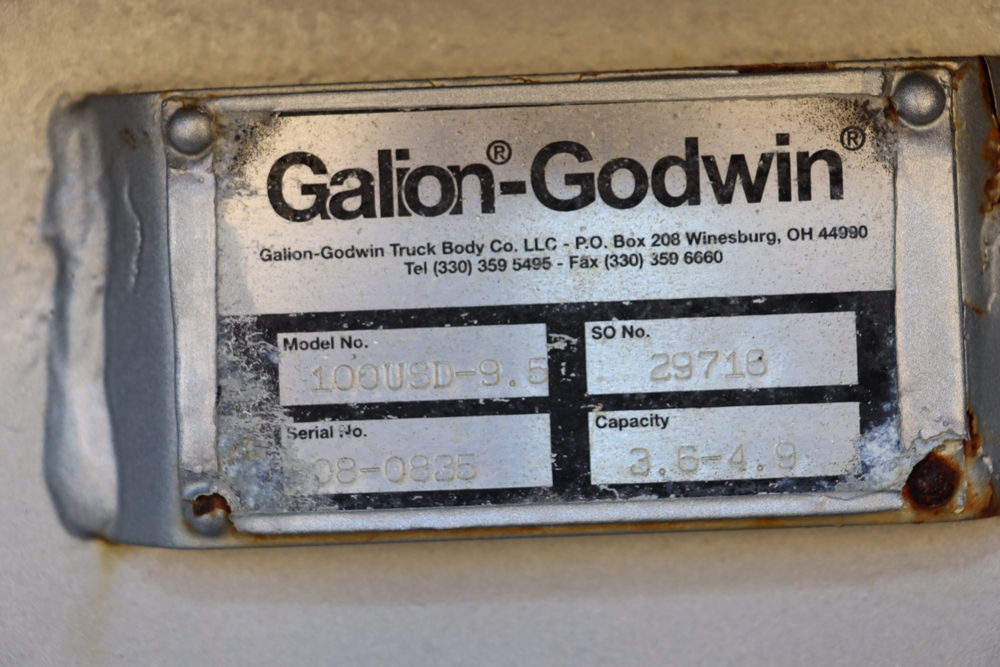 Galion®-Godwin®
Galion-Godwin Truck Body Co. LLC - P.O. Box 208 Winesburg, OH 44990
Tel (330) 359 5495 - Fax (330) 359 6660
Model No.
100USD-9.5
SO No.
29718
Serial No.
08-0835
Capacity
3.6-4.9